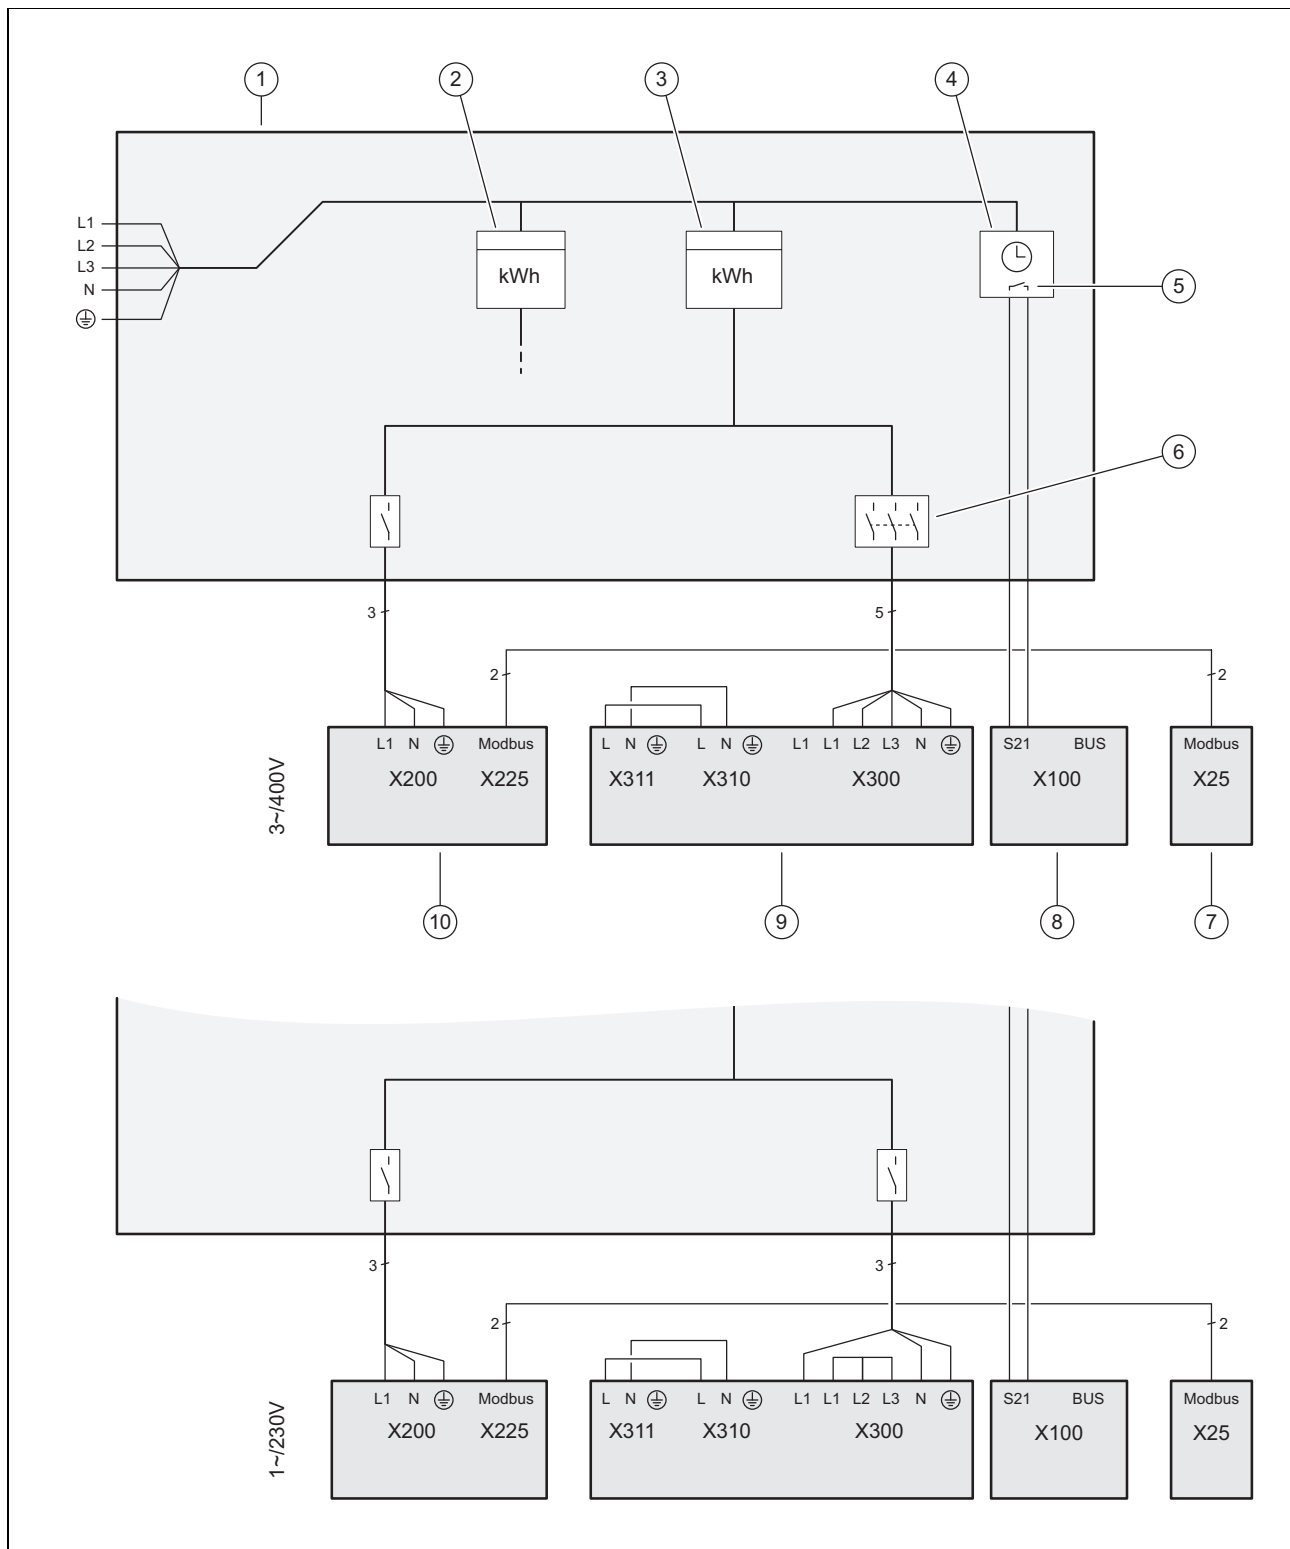 1 2 3 4
L1
L2
L3
N
kWh kWh
5
6
3 5
2 2
L1 N Modbus L N L N L1 L1 L2 L3 N S21 BUS Modbus
X200 X225 X311 X310 X300 X100 X25
3~/400V
10 9 8 7
3 3
2 2
L1 N Modbus L N L N L1 L1 L2 L3 N S21 BUS Modbus
X200 X225 X311 X310 X300 X100 X25
1~/230V